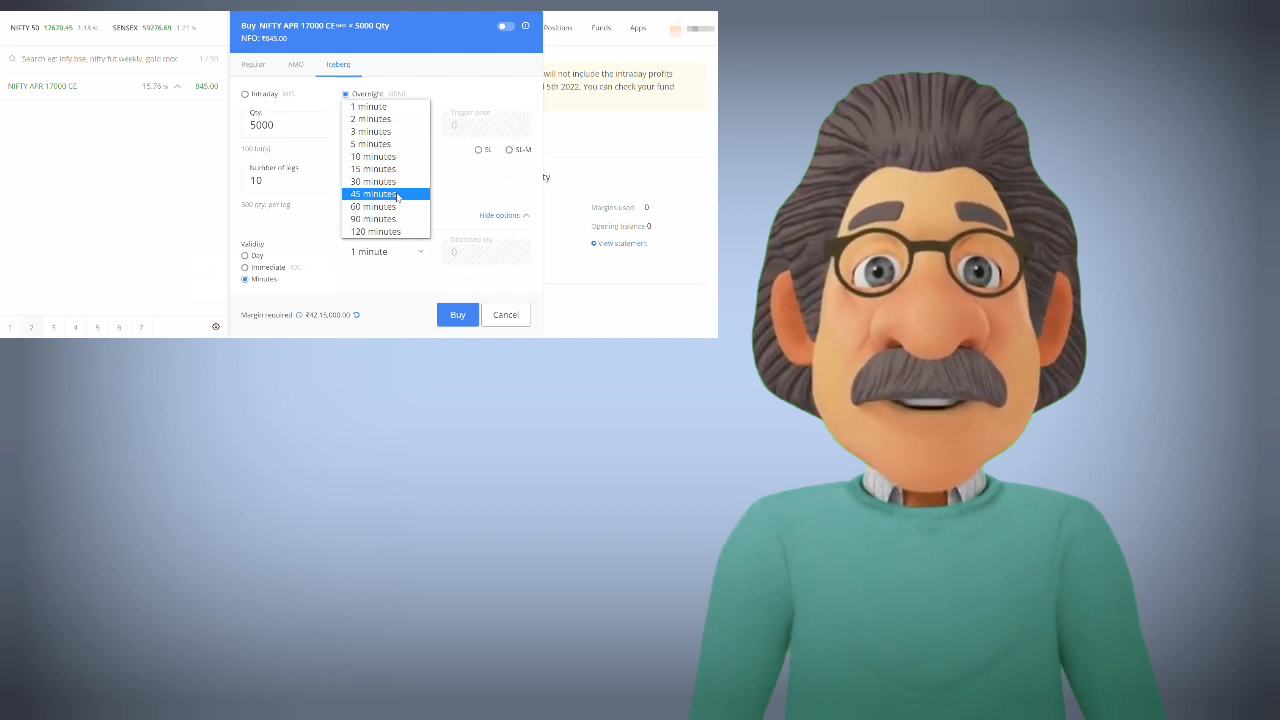 NIFTY 50 17670.45 1.18 % SENSEX 59276.69 1.21 %
Search eg: infy bse, nifty fut weekly, gold mcx 1 / 50
NIFTY APR 17000 CE 15.76 % 845.00
1 2 3 4 5 6 7
Buy NIFTY APR 17000 CE NFO × 5000 Qty
NFO: ₹845.00
Regular AMO Iceberg
Intraday MIS Overnight NRML
Qty.
5000
100 lot(s)
Number of legs
10
500 qty. per leg
1 minute
2 minutes
3 minutes
5 minutes
10 minutes
15 minutes
30 minutes
45 minutes
60 minutes
90 minutes
120 minutes
Trigger price
0
SL SL-M
Hide options
Validity
Day
Immediate IOC
Minutes
1 minute
Disclosed qty.
0
Margin required ₹42,15,000.00
Buy Cancel
Positions Funds Apps
will not include the intraday profits
5th 2022. You can check your fund
ty
Margins used 0
Opening balance 0
View statement